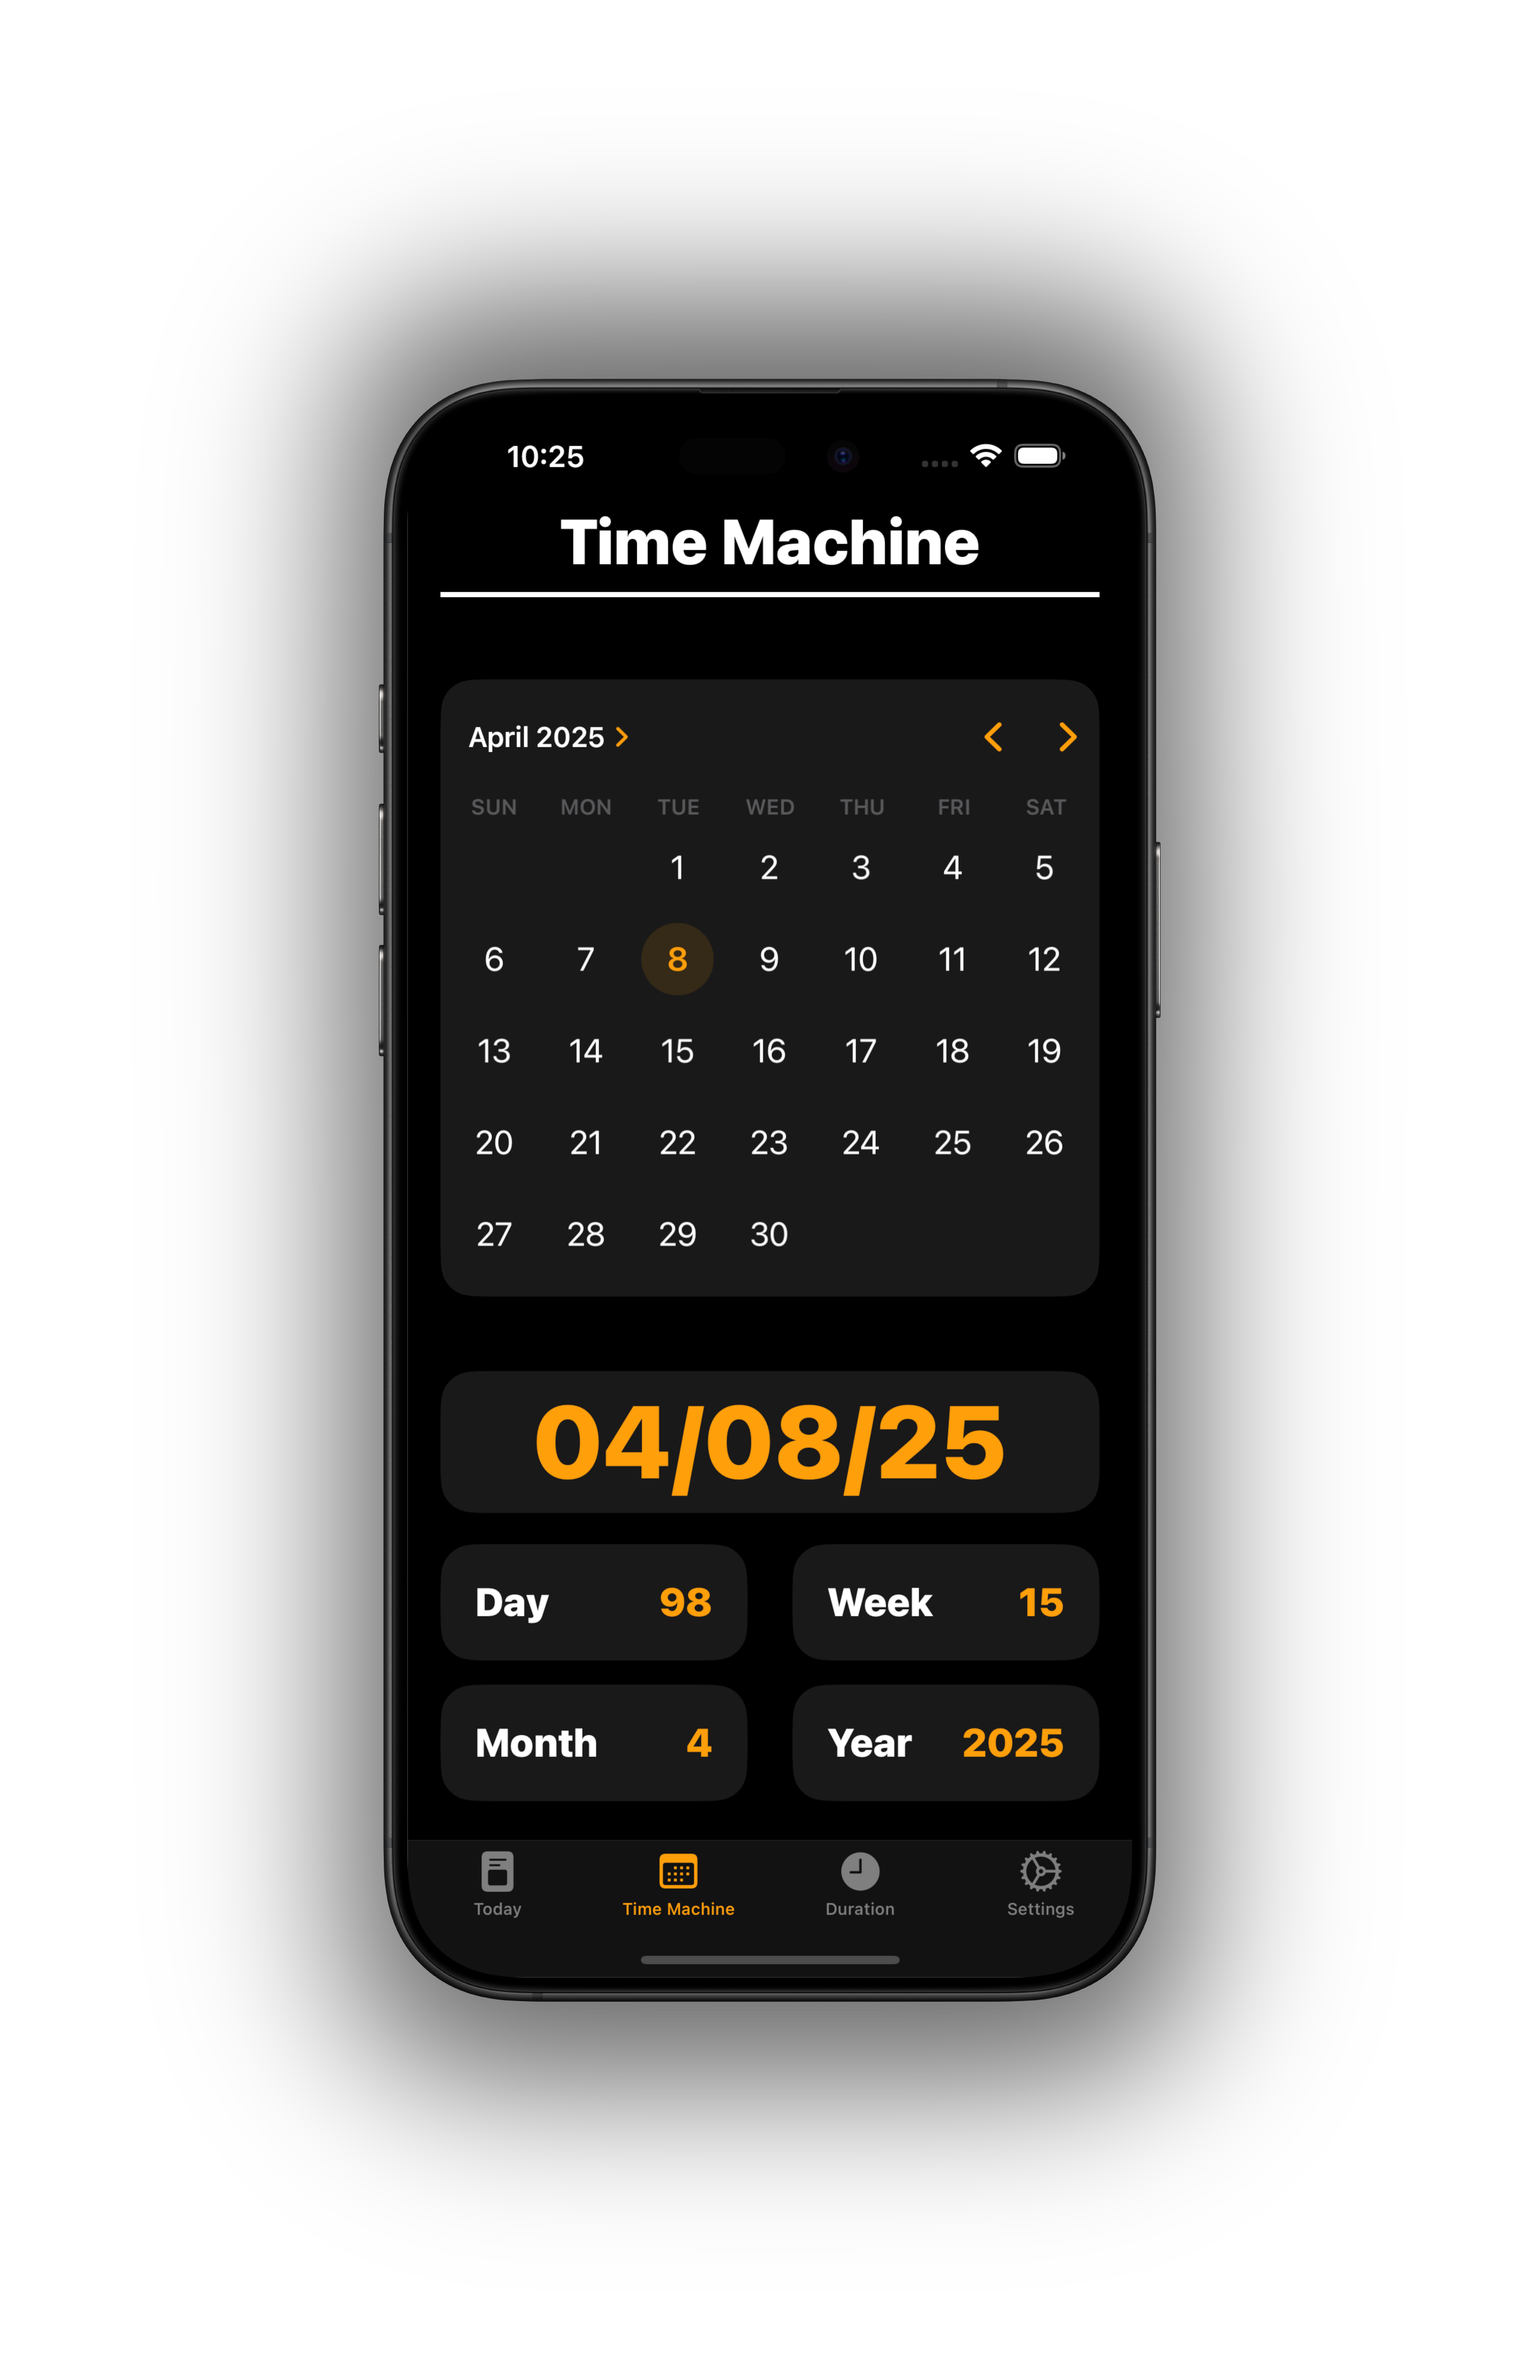 10:25
Time Machine
April 2025
SUN MON TUE WED THU FRI SAT
1 2 3 4 5
6 7 8 9 10 11 12
13 14 15 16 17 18 19
20 21 22 23 24 25 26
27 28 29 30
04/08/25
Day 98 Week 15
Month 4 Year 2025
Today Time Machine Duration Settings